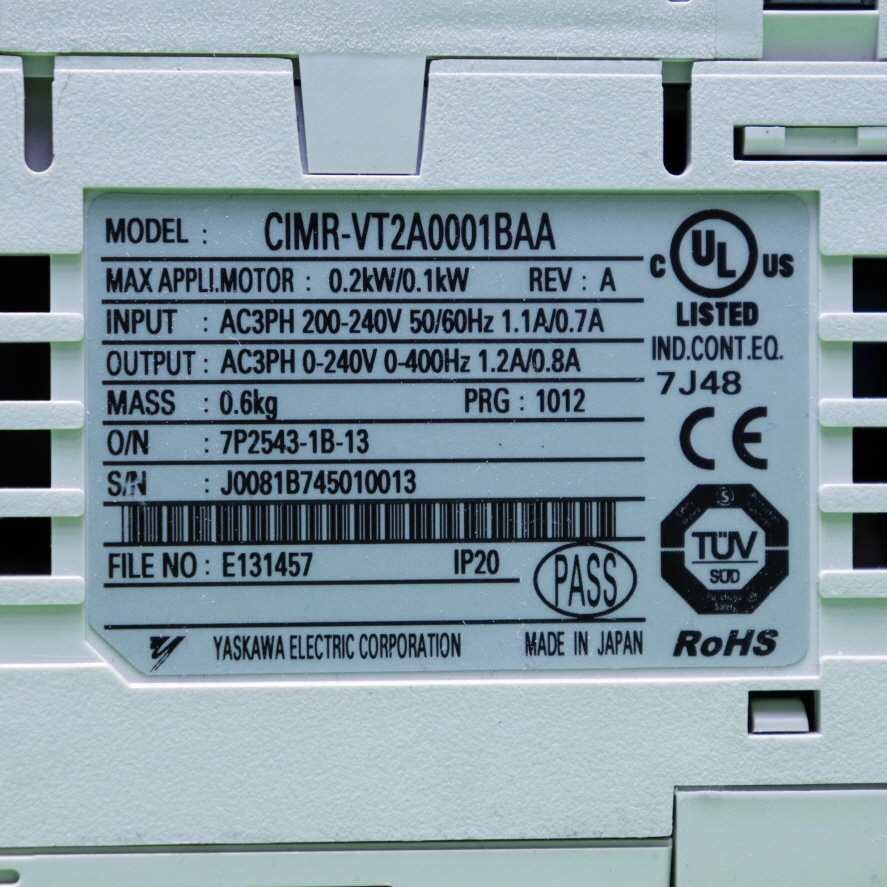 MODEL : CIMR-VT2A0001BAA
MAX APPLI.MOTOR : 0.2kW/0.1kW REV : A
INPUT : AC3PH 200-240V 50/60Hz 1.1A/0.7A
OUTPUT : AC3PH 0-240V 0-400Hz 1.2A/0.8A
MASS : 0.6kg PRG : 1012
O/N : 7P2543-1B-13
S/N : J0081B745010013
FILE NO : E131457 IP20
PASS
YASKAWA ELECTRIC CORPORATION MADE IN JAPAN
C UL US
LISTED
IND.CONT.EQ.
7J48
CE
TÜV
SÜD
RoHS